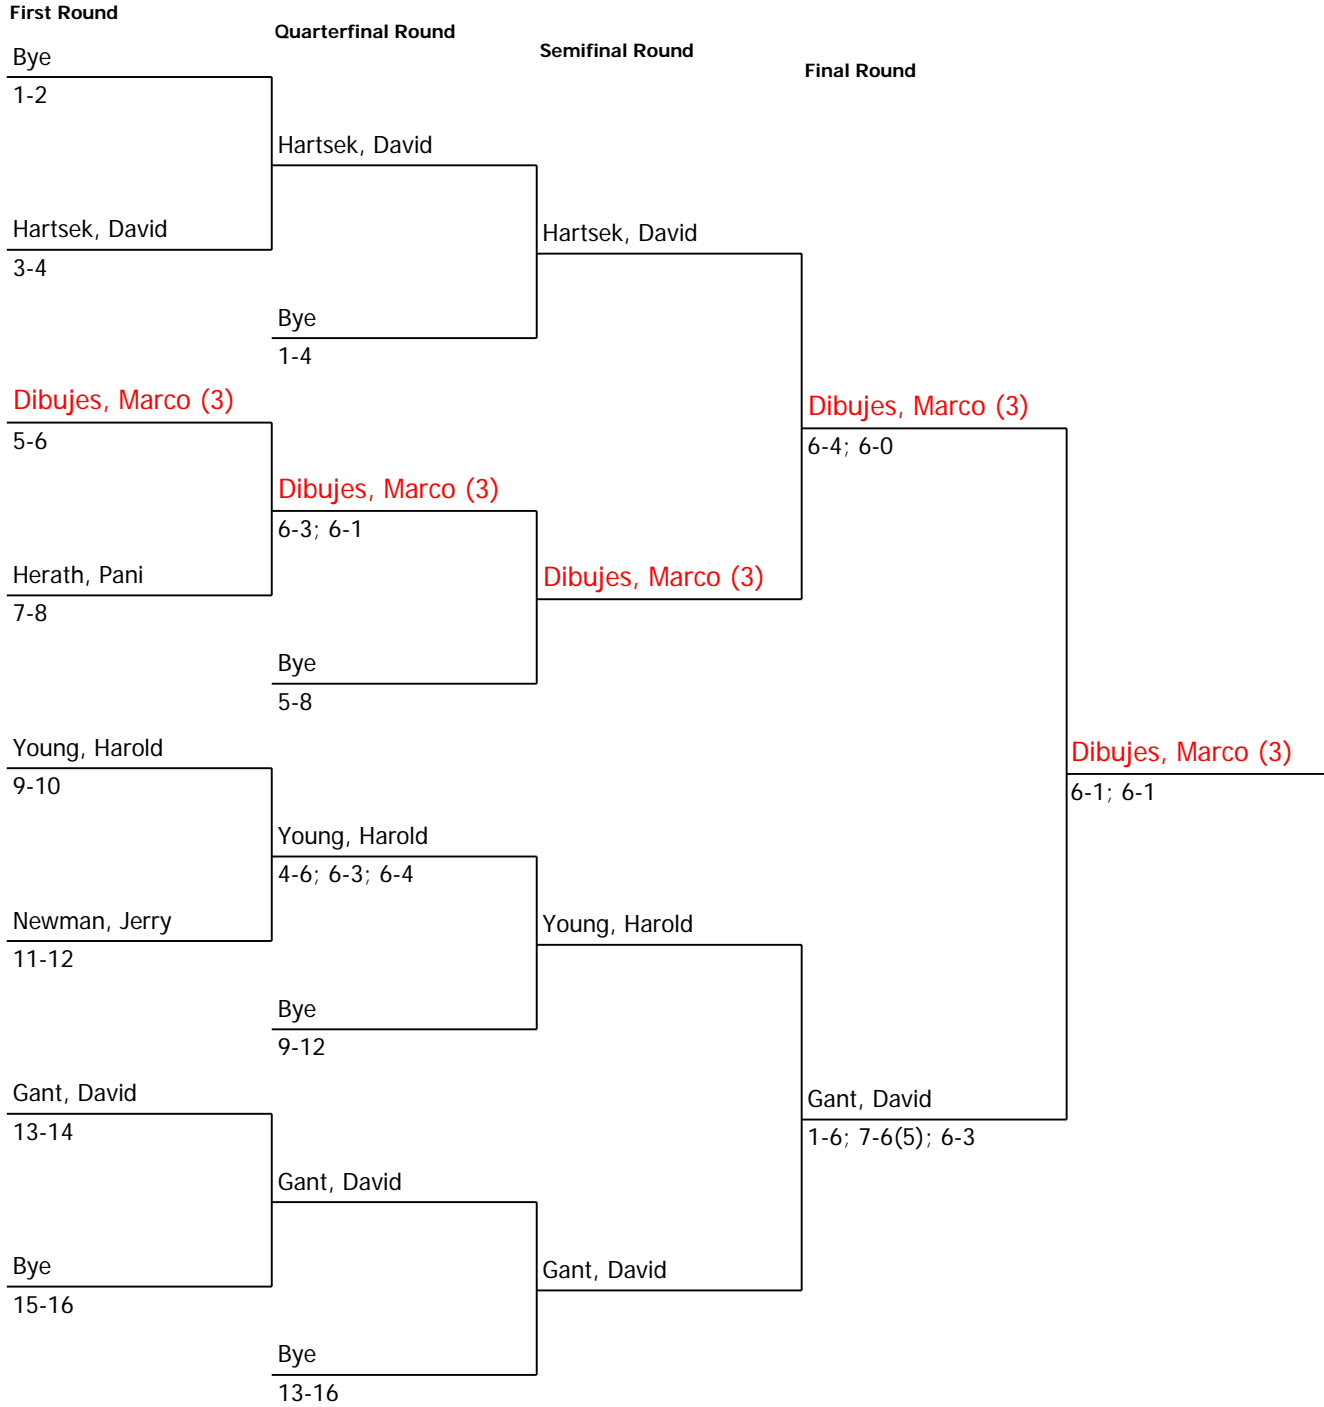 First Round
Quarterfinal Round
Semifinal Round
Final Round
Bye
1-2
Hartsek, David
Hartsek, David
3-4
Hartsek, David
Bye
1-4
Dibujes, Marco (3)
5-6
Dibujes, Marco (3)
6-4; 6-0
Dibujes, Marco (3)
6-3; 6-1
Herath, Pani
7-8
Dibujes, Marco (3)
Bye
5-8
Young, Harold
9-10
Dibujes, Marco (3)
6-1; 6-1
Young, Harold
4-6; 6-3; 6-4
Newman, Jerry
11-12
Young, Harold
Bye
9-12
Gant, David
13-14
Gant, David
1-6; 7-6(5); 6-3
Gant, David
Bye
15-16
Gant, David
Bye
13-16